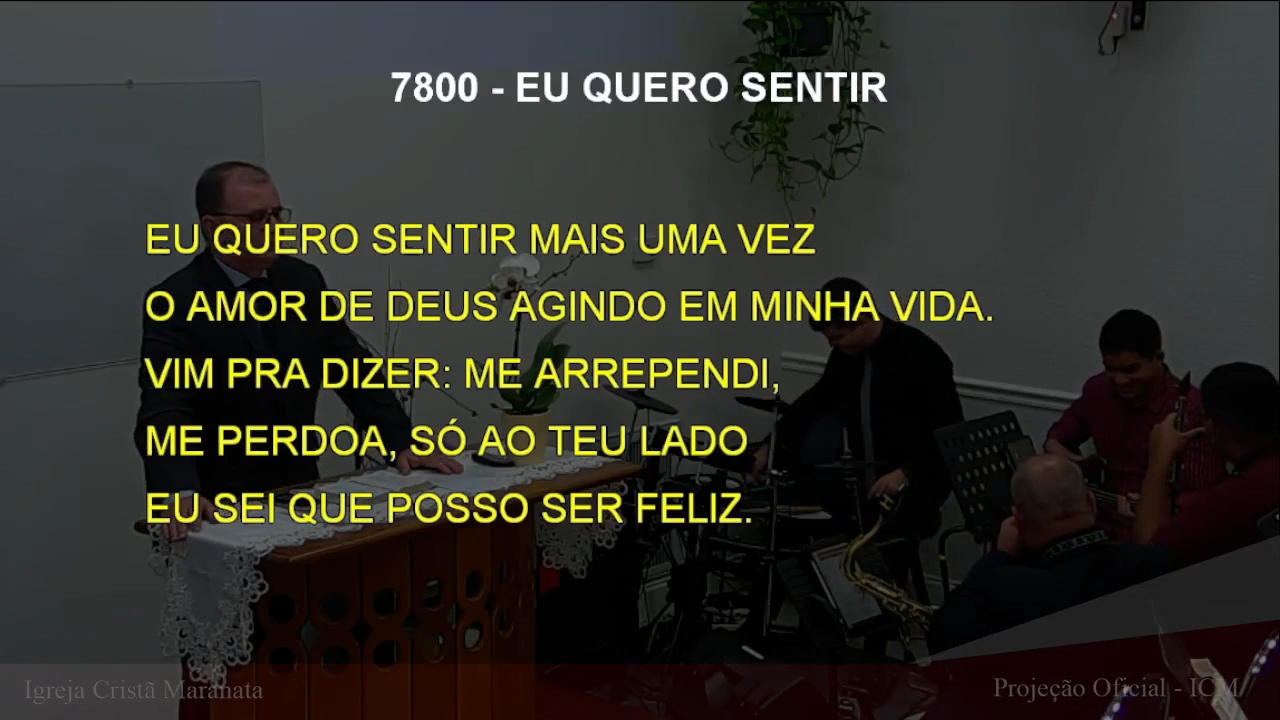 7800 - EU QUERO SENTIR
EU QUERO SENTIR MAIS UMA VEZ
O AMOR DE DEUS AGINDO EM MINHA VIDA.
VIM PRA DIZER: ME ARREPENDI,
ME PERDOA, SÓ AO TEU LADO
EU SEI QUE POSSO SER FELIZ.
Igreja Cristã Maranata
Projeção Oficial - ICM